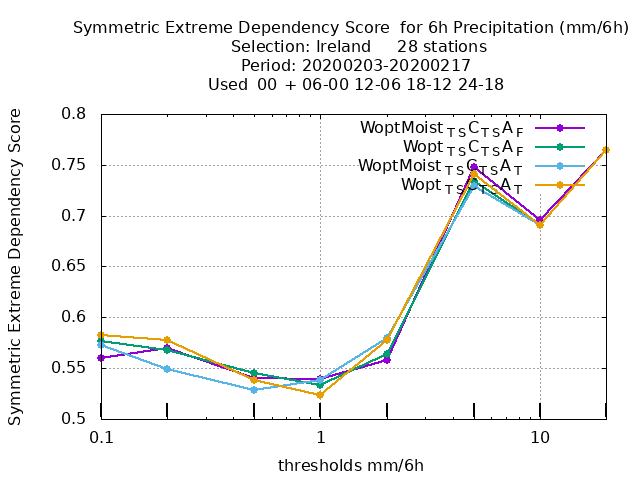 Symmetric Extreme Dependency Score for 6h Precipitation (mm/6h)
Selection: Ireland 28 stations
Period: 20200203-20200217
Used 00 + 06-00 12-06 18-12 24-18
Symmetric Extreme Dependency Score
0.8
0.75
0.7
0.65
0.6
0.55
0.5
WoptMoist TS C TS A F
Wopt TS C TS A F
WoptMoist TS C TS A T
Wopt TS C TS A T
0.1 1 10
thresholds mm/6h